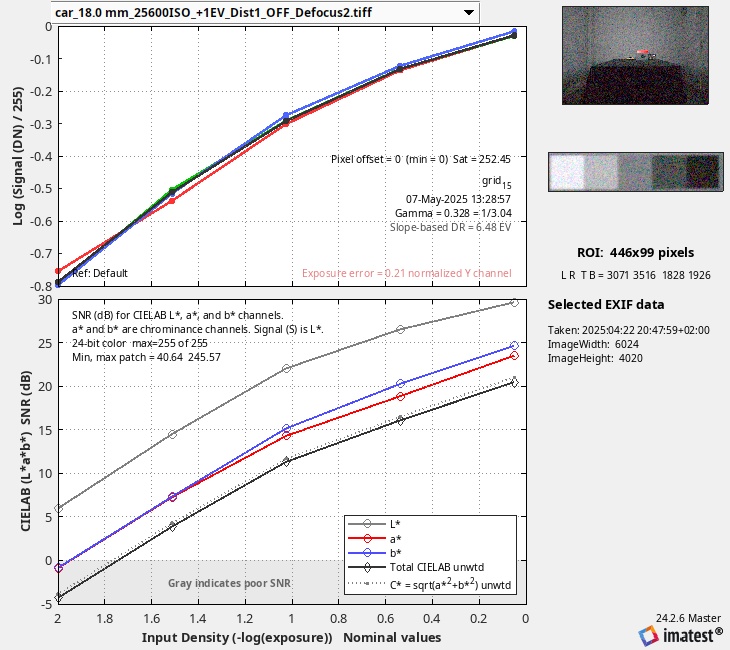 car_18.0 mm_25600ISO_+1EV_Dist1_OFF_Defocus2.tiff
0
-0.1
-0.2
-0.3
-0.4
-0.5
-0.6
-0.7
-0.8
Log (Signal (DN) / 255)
Pixel offset = 0 (min = 0) Sat = 252.45
grid15
07-May-2025 13:28:57
Gamma = 0.328 = 1/3.04
Slope-based DR = 6.48 EV
Ref: Default
Exposure error = 0.21 normalized Y channel
ROI: 446x99 pixels
L R T B = 3071 3516 1828 1926
Selected EXIF data
Taken: 2025:04:22 20:47:59+02:00
ImageWidth: 6024
ImageHeight: 4020
30
25
20
15
10
5
0
-5
CIELAB (L*a*b*) SNR (dB)
SNR (dB) for CIELAB L*, a*, and b* channels.
a* and b* are chrominance channels. Signal (S) is L*.
24-bit color max=255 of 255
Min, max patch = 40.64 245.57
L*
a*
b*
Total CIELAB unwtd
C* = sqrt(a*2+b*2) unwtd
Gray indicates poor SNR
2 1.8 1.6 1.4 1.2 1 0.8 0.6 0.4 0.2 0
Input Density (-log(exposure)) Nominal values
24.2.6 Master
imatest®